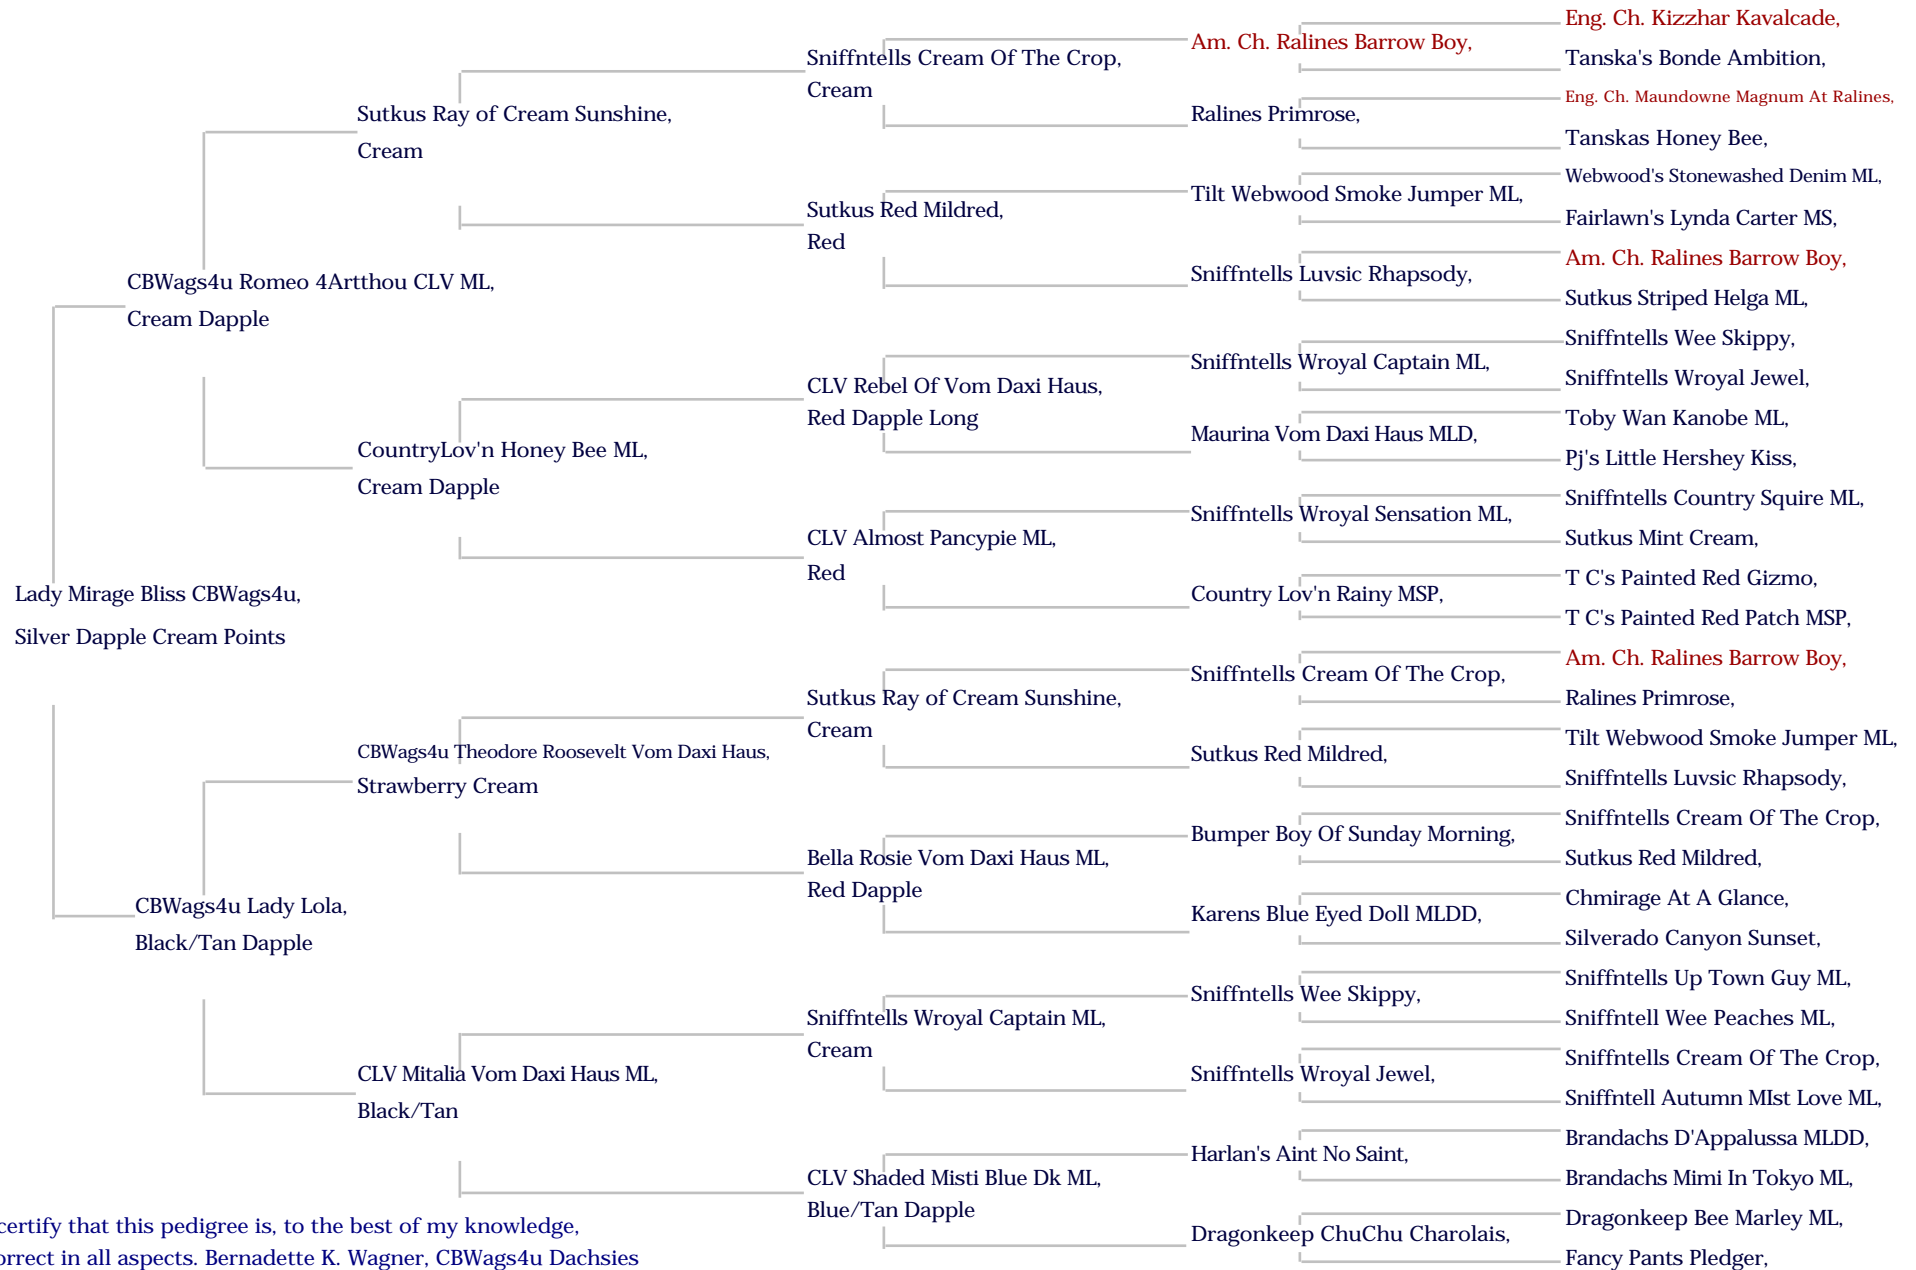 Lady Mirage Bliss CBWags4u,
Silver Dapple Cream Points
CBWags4u Romeo 4Artthou CLV ML,
Cream Dapple
CBWags4u Lady Lola,
Black/Tan Dapple
Sutkus Ray of Cream Sunshine,
Cream
CountryLov'n Honey Bee ML,
Cream Dapple
CBWags4u Theodore Roosevelt Vom Daxi Haus,
Strawberry Cream
CLV Mitalia Vom Daxi Haus ML,
Black/Tan
Sniffntells Cream Of The Crop,
Cream
Sutkus Red Mildred,
Red
CLV Rebel Of Vom Daxi Haus,
Red Dapple Long
CLV Almost Pancypie ML,
Red
Sutkus Ray of Cream Sunshine,
Cream
Bella Rosie Vom Daxi Haus ML,
Red Dapple
Sniffntells Wroyal Captain ML,
Cream
CLV Shaded Misti Blue Dk ML,
Blue/Tan Dapple
Am. Ch. Ralines Barrow Boy,
Ralines Primrose,
Tilt Webwood Smoke Jumper ML,
Sniffntells Luvsic Rhapsody,
Sniffntells Wroyal Captain ML,
Maurina Vom Daxi Haus MLD,
Sniffntells Wroyal Sensation ML,
Country Lov'n Rainy MSP,
Sniffntells Cream Of The Crop,
Sutkus Red Mildred,
Bumper Boy Of Sunday Morning,
Karens Blue Eyed Doll MLDD,
Sniffntells Wee Skippy,
Sniffntells Wroyal Jewel,
Harlan's Aint No Saint,
Dragonkeep ChuChu Charolais,
Eng. Ch. Kizzhar Kavalcade,
Tanska's Bonde Ambition,
Eng. Ch. Maundowne Magnum At Ralines,
Tanskas Honey Bee,
Webwood's Stonewashed Denim ML,
Fairlawn's Lynda Carter MS,
Am. Ch. Ralines Barrow Boy,
Sutkus Striped Helga ML,
Sniffntells Wee Skippy,
Sniffntells Wroyal Jewel,
Toby Wan Kanobe ML,
Pj's Little Hershey Kiss,
Sniffntells Country Squire ML,
Sutkus Mint Cream,
T C's Painted Red Gizmo,
T C's Painted Red Patch MSP,
Am. Ch. Ralines Barrow Boy,
Ralines Primrose,
Tilt Webwood Smoke Jumper ML,
Sniffntells Luvsic Rhapsody,
Sniffntells Cream Of The Crop,
Sutkus Red Mildred,
Chmirage At A Glance,
Silverado Canyon Sunset,
Sniffntells Up Town Guy ML,
Sniffntell Wee Peaches ML,
Sniffntells Cream Of The Crop,
Sniffntell Autumn MIst Love ML,
Brandachs D'Appalussa MLDD,
Brandachs Mimi In Tokyo ML,
Dragonkeep Bee Marley ML,
Fancy Pants Pledger,
certify that this pedigree is, to the best of my knowledge,
orrect in all aspects. Bernadette K. Wagner, CBWags4u Dachsies